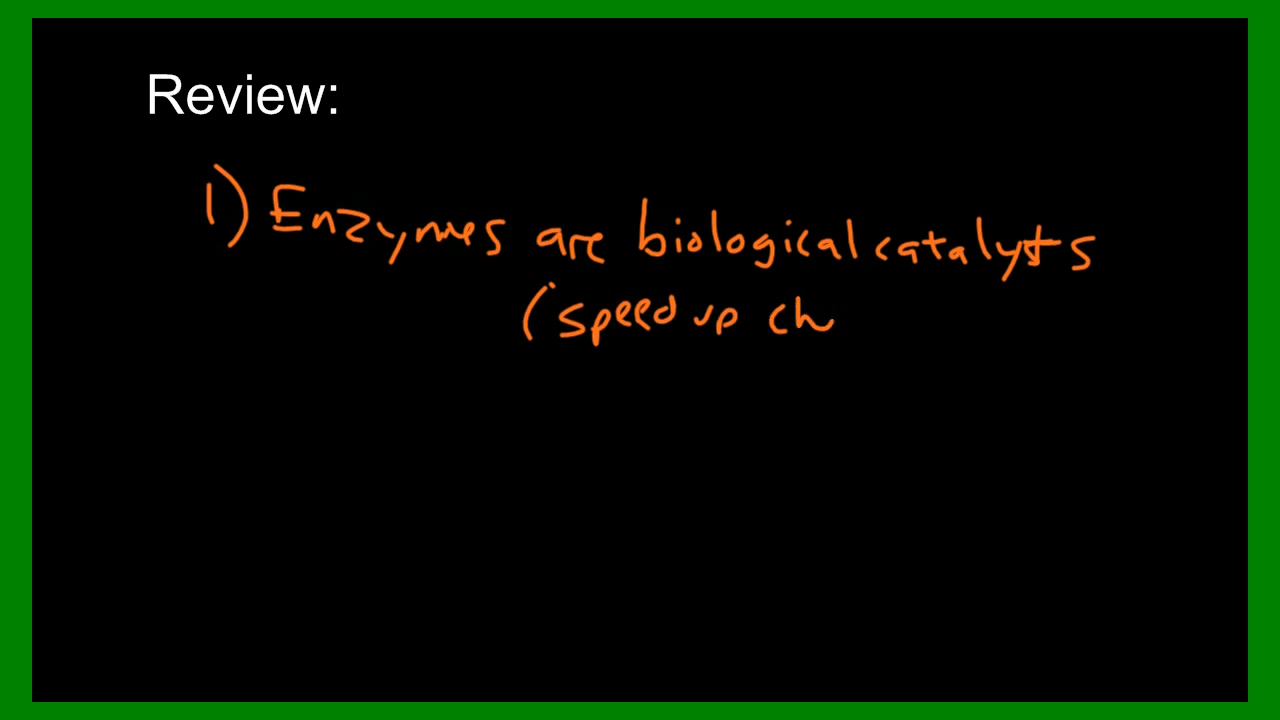 Review:
1) Enzymes are biological catalysts
(speed up ch